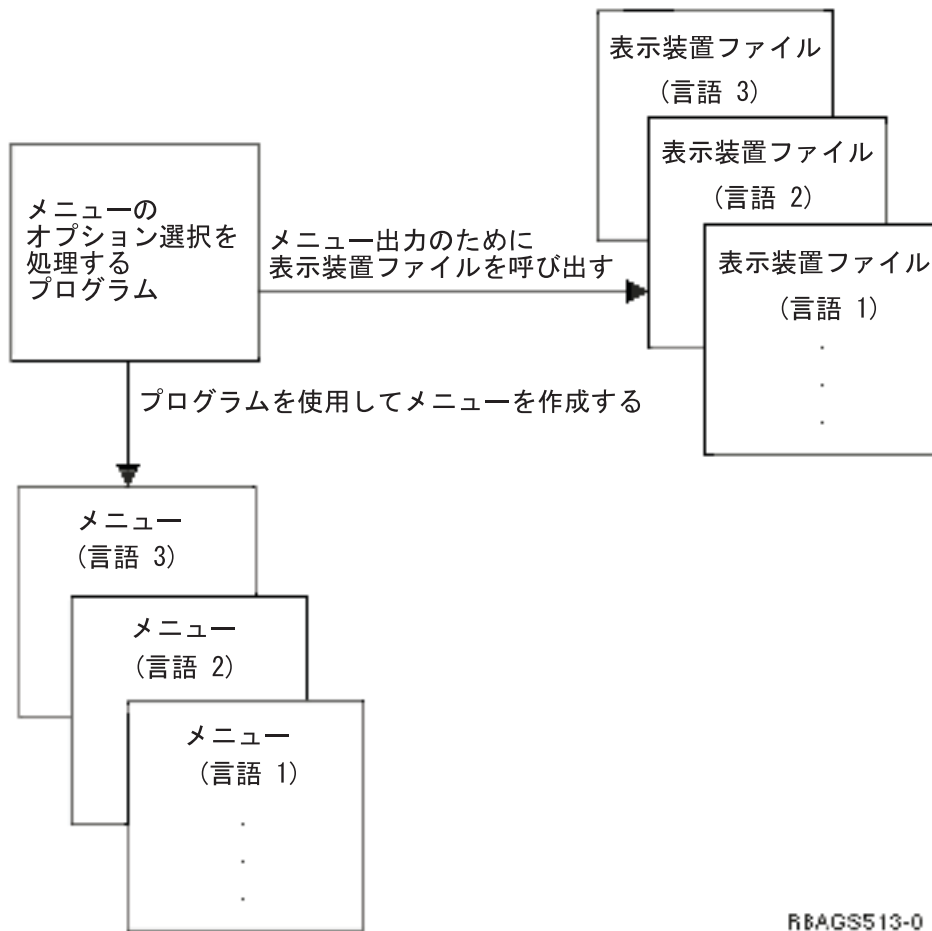 表示装置ファイル
(言語 3)
表示装置ファイル
(言語 2)
表示装置ファイル
(言語 1)
.
.
.
メニューの
オプション選択を
処理する
プログラム
メニュー出力のために
表示装置ファイルを呼び出す
プログラムを使用してメニューを作成する
メニュー
(言語 3)
メニュー
(言語 2)
メニュー
(言語 1)
.
.
.
RBAGS513-0